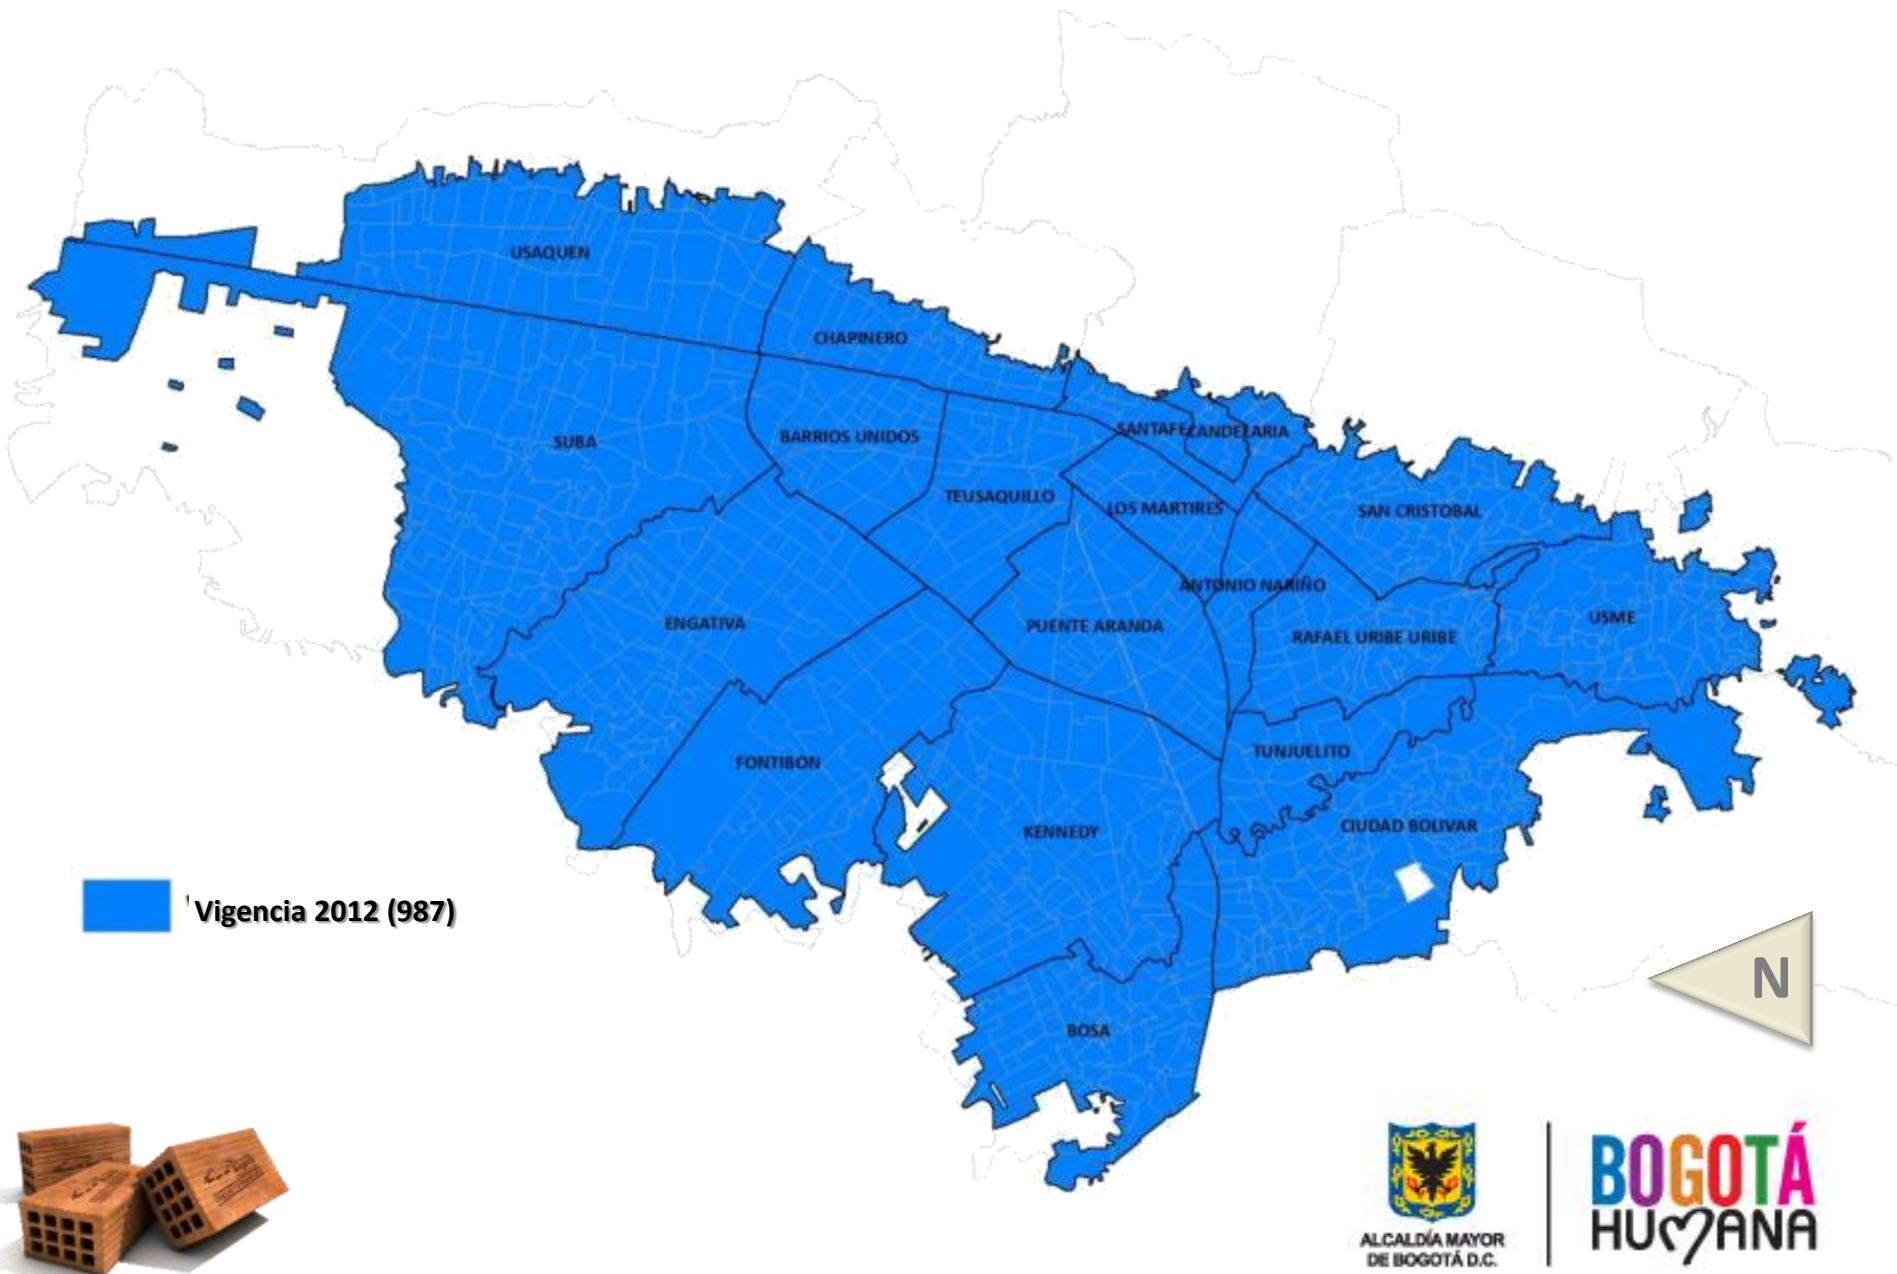 USAQUEN
CHAPINERO
SUBA
BARRIOS UNIDOS
SANTAFE
CANDELARIA
TEUSAQUILLO
LOS MARTIRES
SAN CRISTOBAL
ANTONIO NARIÑO
ENGATIVA
PUENTE ARANDA
RAFAEL URIBE URIBE
USME
FONTIBON
TUNJUELITO
KENNEDY
CIUDAD BOLIVAR
BOSA
Vigencia 2012 (987)
N
ALCALDÍA MAYOR
DE BOGOTÁ D.C.
BOGOTÁ
HUMANA